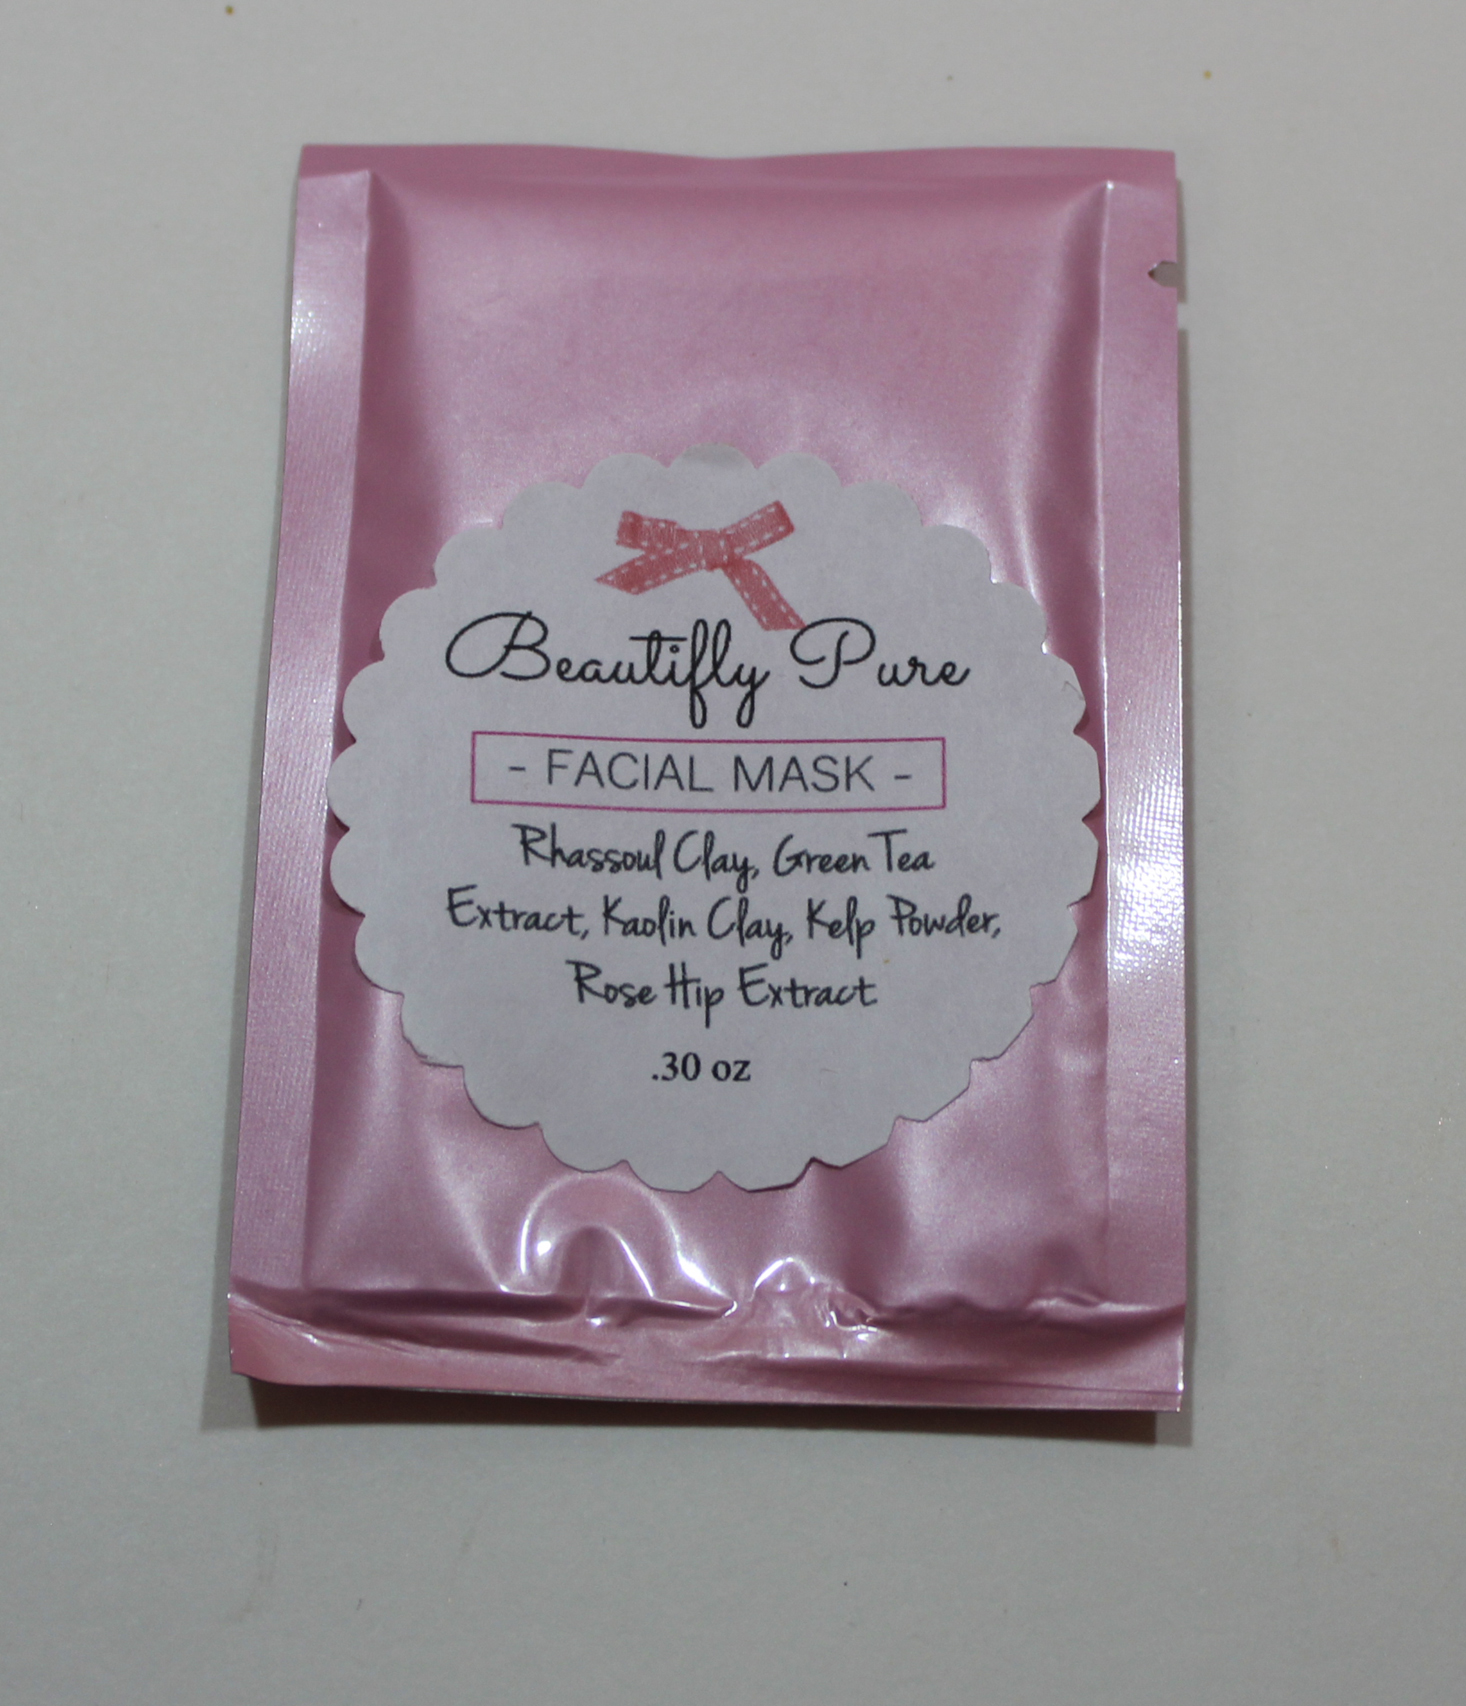 Beautifly Pure
- FACIAL MASK -
Rhassoul Clay, Green Tea
Extract, Kaolin Clay, Kelp Powder,
Rose Hip Extract
.30 oz